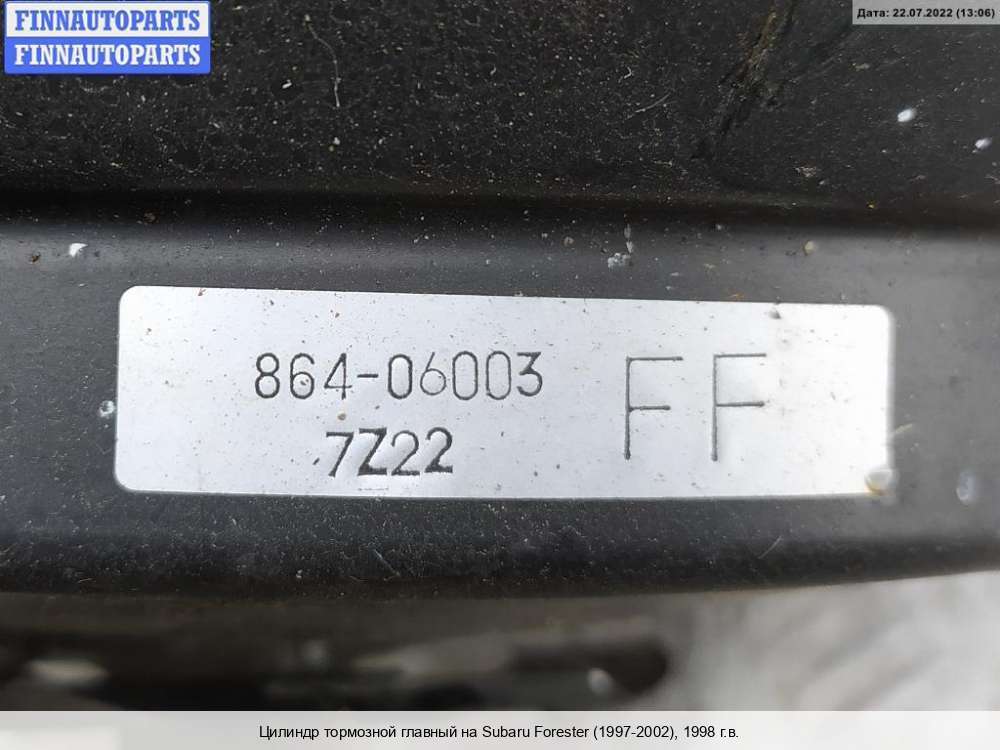 FINNAUTOPARTS
FINNAUTOPARTS
Дата: 22.07.2022 (13:06)
864-06003
7Z22
FF
Цилиндр тормозной главный на Subaru Forester (1997-2002), 1998 г.в.